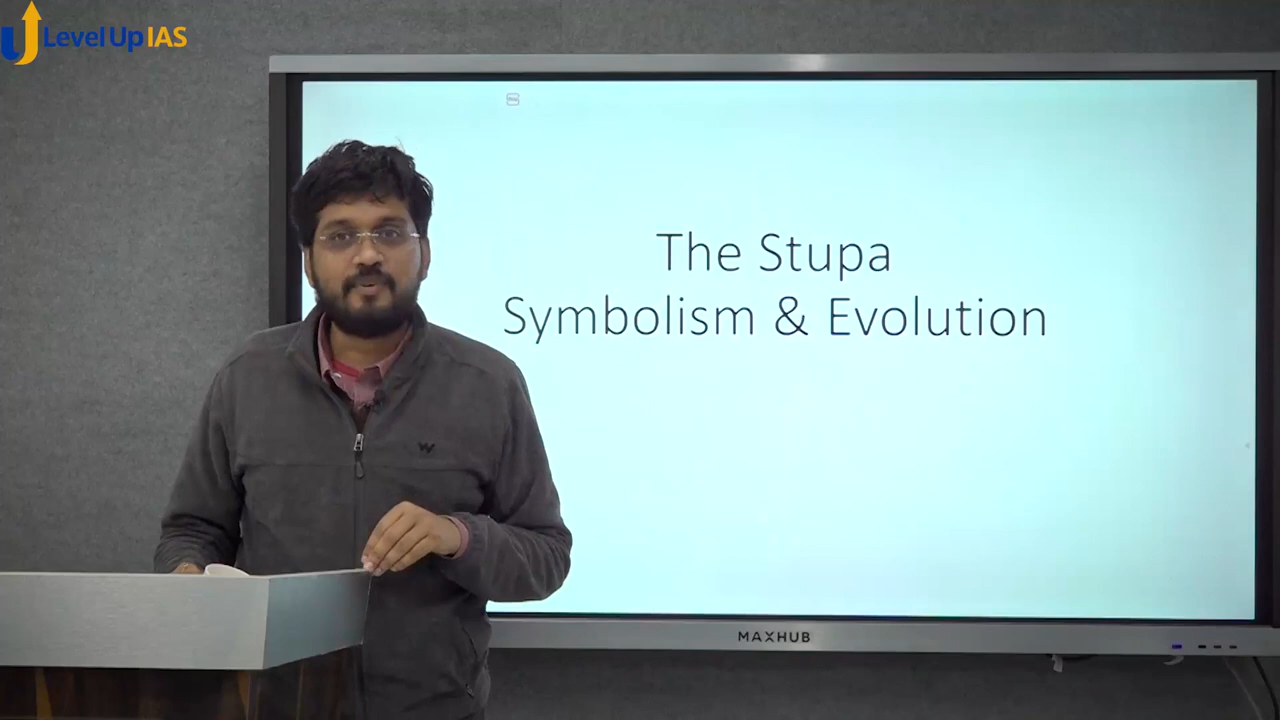 Level Up IAS
The Stupa
Symbolism & Evolution
W
MAXHUB